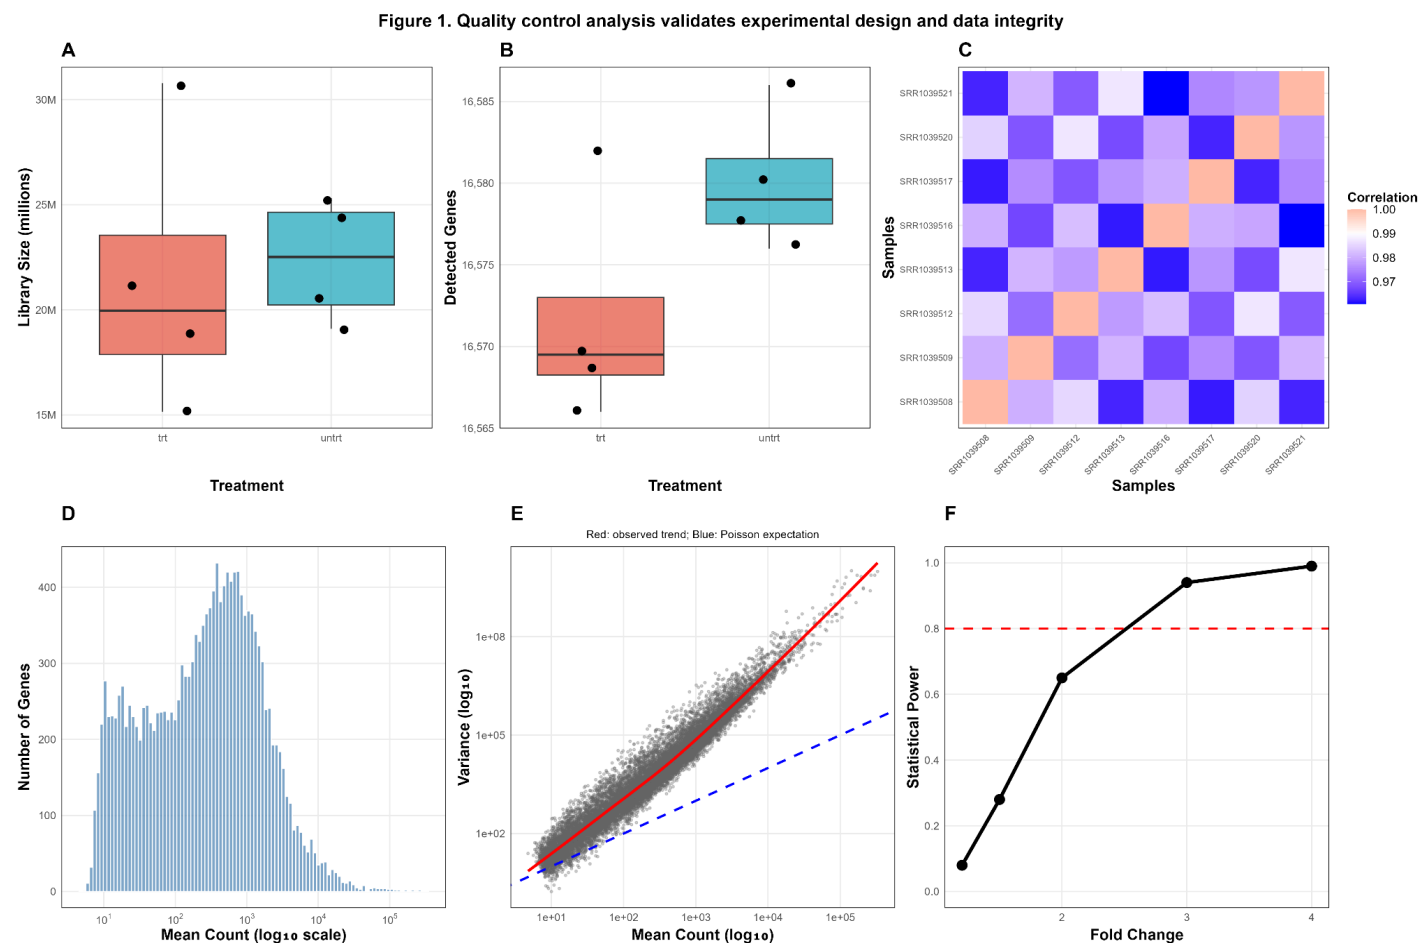 Figure 1. Quality control analysis validates experimental design and data integrity
A
Library Size (millions)
30M
25M
20M
15M
trt
untrt
Treatment
B
Detected Genes
16,585
16,580
16,575
16,570
16,565
trt
untrt
Treatment
C
Samples
SRR1039521
SRR1039520
SRR1039517
SRR1039516
SRR1039513
SRR1039512
SRR1039509
SRR1039508
SRR1039508
SRR1039509
SRR1039512
SRR1039513
SRR1039516
SRR1039517
SRR1039520
SRR1039521
Samples
Correlation
1.00
0.99
0.98
0.97
D
Number of Genes
400
300
200
100
0
10¹
10²
10³
10⁴
10⁵
Mean Count (log₁₀ scale)
E
Red: observed trend; Blue: Poisson expectation
Variance (log₁₀)
1e+08
1e+05
1e+02
1e+01
1e+02
1e+03
1e+04
1e+05
Mean Count (log₁₀)
F
Statistical Power
1.0
0.8
0.6
0.4
0.2
0.0
2
3
4
Fold Change